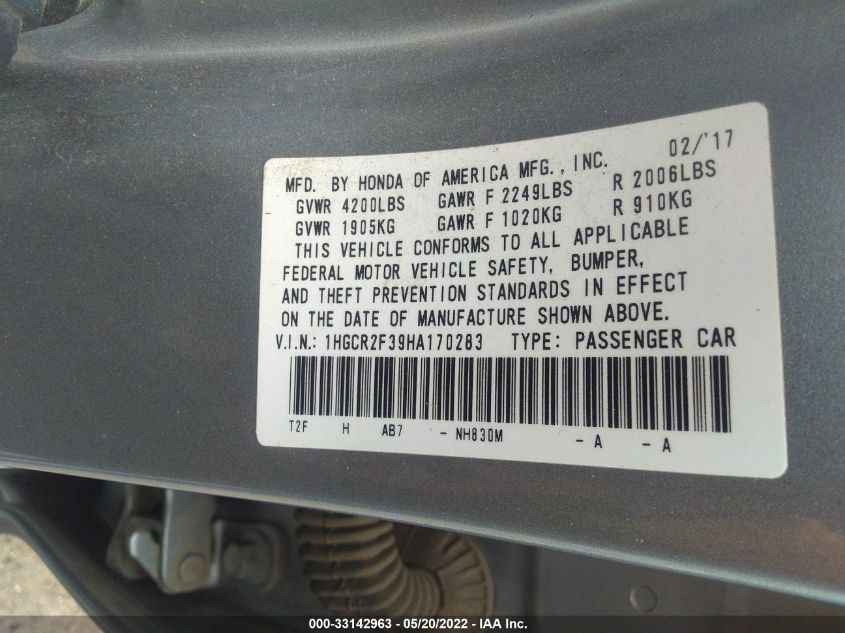 02/'17
MFD. BY HONDA OF AMERICA MFG., INC.
GVWR 4200LBS GAWR F 2249LBS R 2006LBS
GVWR 1905KG GAWR F 1020KG R 910KG
THIS VEHICLE CONFORMS TO ALL APPLICABLE
FEDERAL MOTOR VEHICLE SAFETY, BUMPER,
AND THEFT PREVENTION STANDARDS IN EFFECT
ON THE DATE OF MANUFACTURE SHOWN ABOVE.
V.I.N.: 1HGCR2F39HA170283 TYPE: PASSENGER CAR
T2F H AB7 - NH830M - A - A
000-33142963 - 05/20/2022 - IAA Inc.